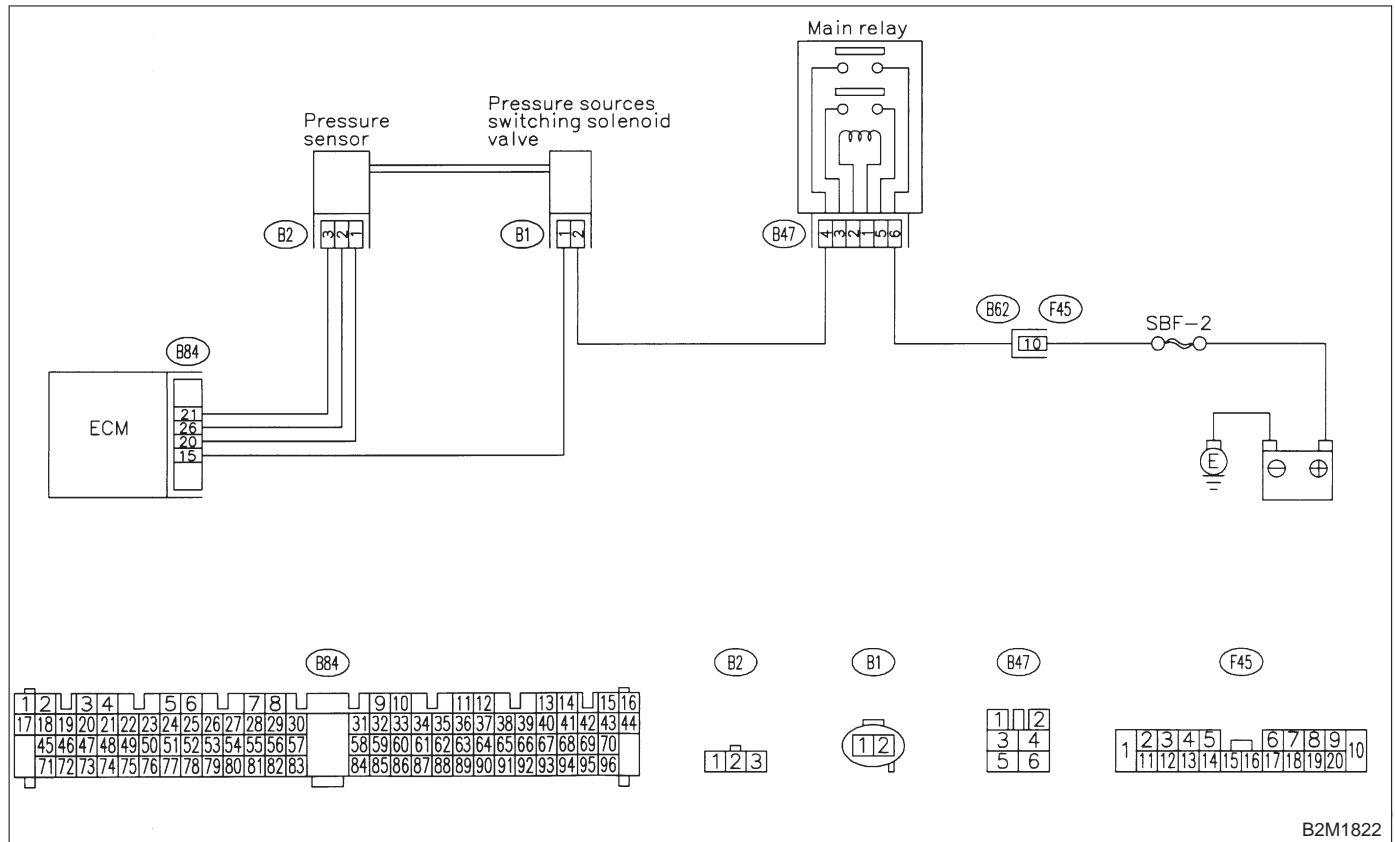 Main relay
Pressure sources
switching solenoid
valve
Pressure
sensor
B2
3 2 1
B1
1 2
B47
4 3 2 1 5 6
B62 F45
10
SBF-2
B84
ECM
21
26
20
15
E
⊖ ⊕
B84
B2
B1
B47
F45
1 2 3 4 5 6 7 8 9 10 11 12 13 14 15 16
17 18 19 20 21 22 23 24 25 26 27 28 29 30 31 32 33 34 35 36 37 38 39 40 41 42 43 44
45 46 47 48 49 50 51 52 53 54 55 56 57 58 59 60 61 62 63 64 65 66 67 68 69 70
71 72 73 74 75 76 77 78 79 80 81 82 83 84 85 86 87 88 89 90 91 92 93 94 95 96
1 2 3
1 2
1 2
3 4
5 6
1 2 3 4 5 6 7 8 9 10
11 12 13 14 15 16 17 18 19 20
B2M1822